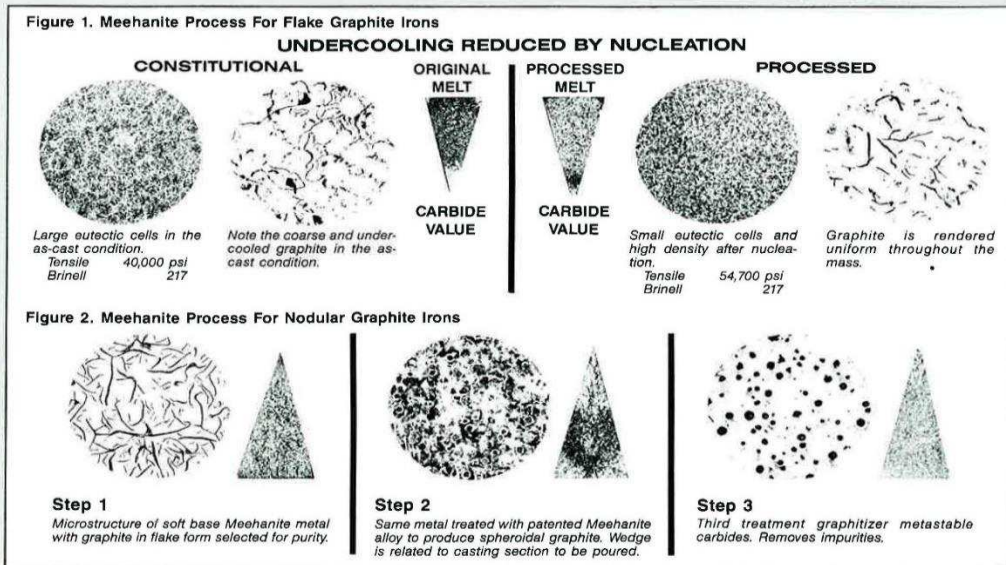 Figure 1. Meehanite Process For Flake Graphite Irons
UNDERCOOLING REDUCED BY NUCLEATION
CONSTITUTIONAL
ORIGINAL
MELT
PROCESSED
MELT
PROCESSED
CARBIDE
VALUE
CARBIDE
VALUE
Large eutectic cells in the
as-cast condition.
Tensile 40,000 psi
Brinell 217
Note the coarse and under-
cooled graphite in the as-
cast condition.
Small eutectic cells and
high density after nuclea-
tion.
Tensile 54,700 psi
Brinell 217
Graphite is rendered
uniform throughout the
mass.
Figure 2. Meehanite Process For Nodular Graphite Irons
Step 1
Microstructure of soft base Meehanite metal
with graphite in flake form selected for purity.
Step 2
Same metal treated with patented Meehanite
alloy to produce spheroidal graphite. Wedge
is related to casting section to be poured.
Step 3
Third treatment graphitizer metastable
carbides. Removes impurities.